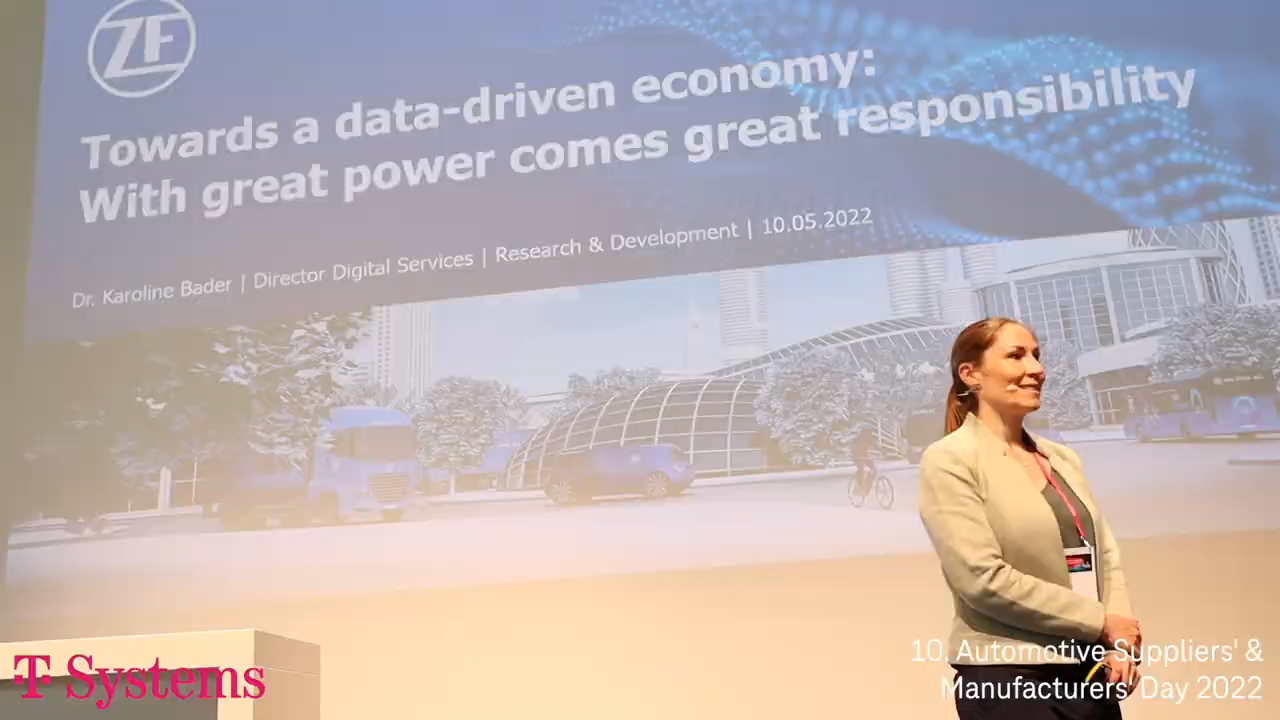 ZF
Towards a data-driven economy:
With great power comes great responsibility
Dr. Karoline Bader | Director Digital Services | Research & Development | 10.05.2022
T Systems
10. Automotive Suppliers' &
Manufacturers' Day 2022